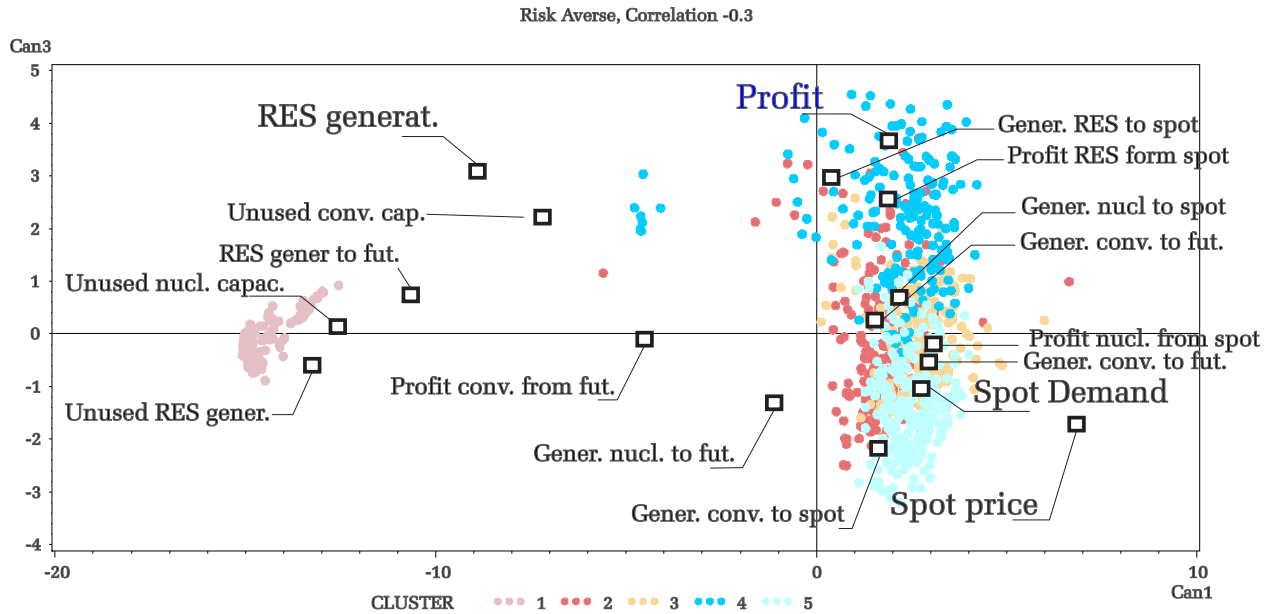 Risk Averse, Correlation -0.3
Can3
5
4
3
2
1
0
-1
-2
-3
-4
RES generat.
Profit
Gener. RES to spot
Profit RES form spot
Unused conv. cap.
Gener. nucl to spot
Gener. conv. to fut.
RES gener to fut.
Unused nucl. capac.
Profit nucl. from spot
Gener. conv. to fut.
Profit conv. from fut.
Spot Demand
Unused RES gener.
Gener. nucl. to fut.
Spot price
Gener. conv. to spot
-20
-10
0
10
Can1
CLUSTER 1 2 3 4 5